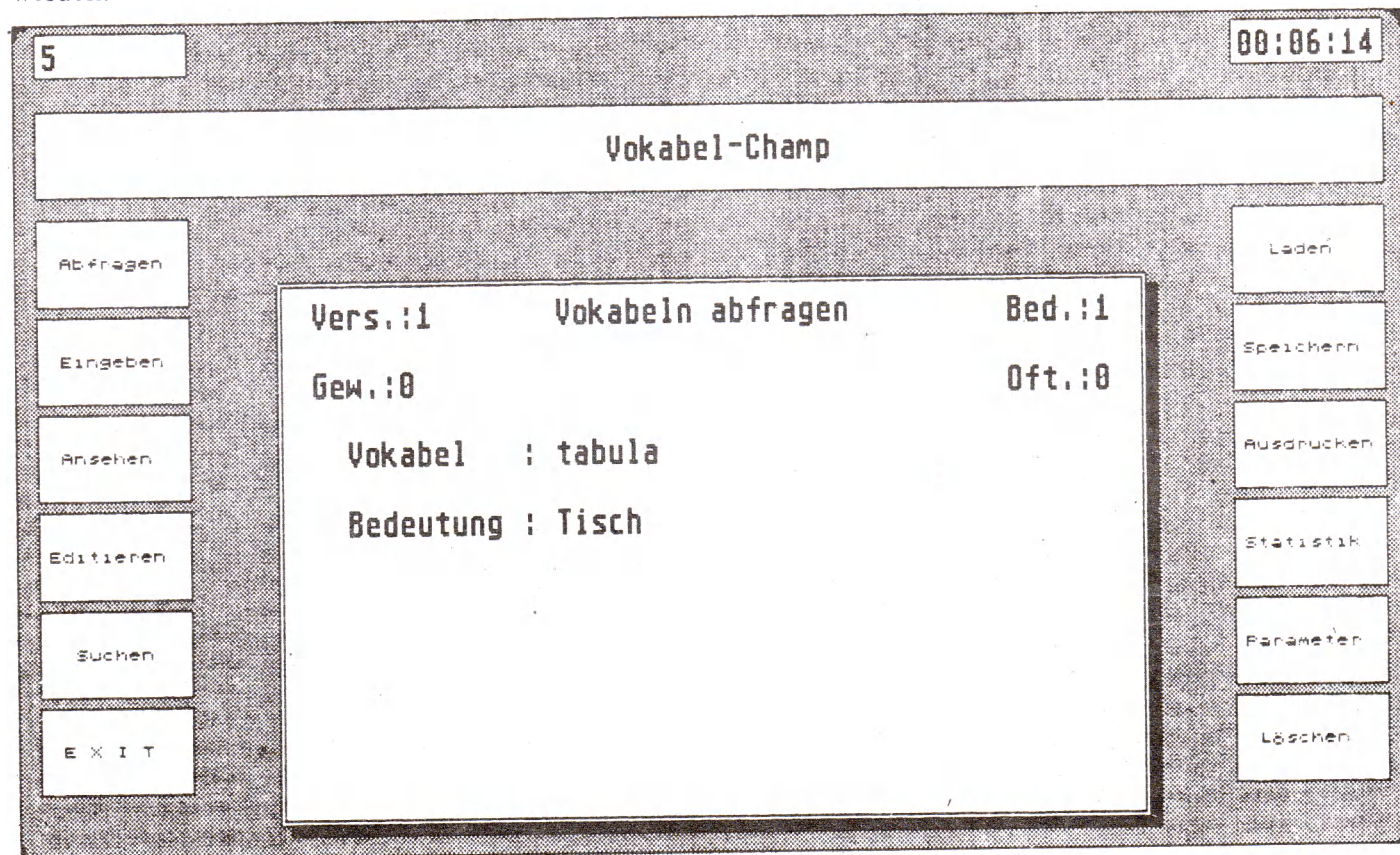 5
00:06:14
Vokabel-Champ
Abfragen
Eingeben
Ansehen
Editieren
Suchen
E X I T
Vers.:1 Vokabeln abfragen Bed.:1
Gew.:0 Oft.:0
Vokabel : tabula
Bedeutung : Tisch
Laden
Speichern
Ausdrucken
Statistik
Parameter
Löschen